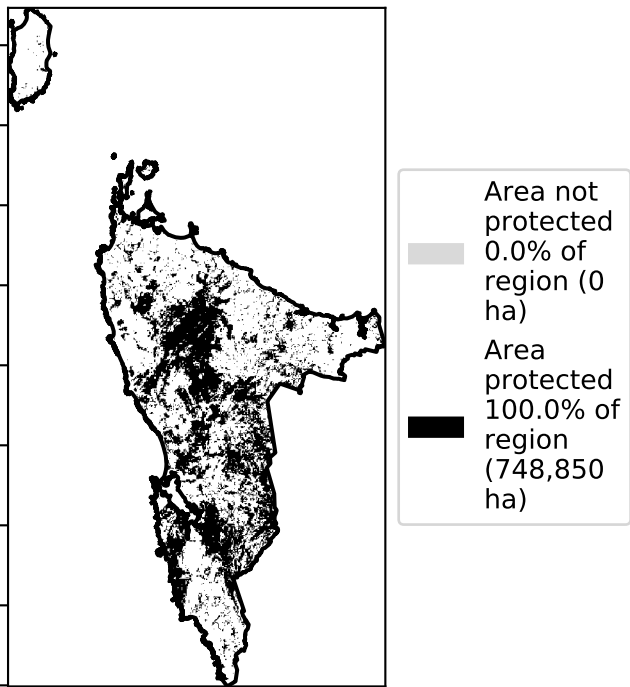 Area not
protected
0.0% of
region (0
ha)
Area
protected
100.0% of
region
(748,850
ha)